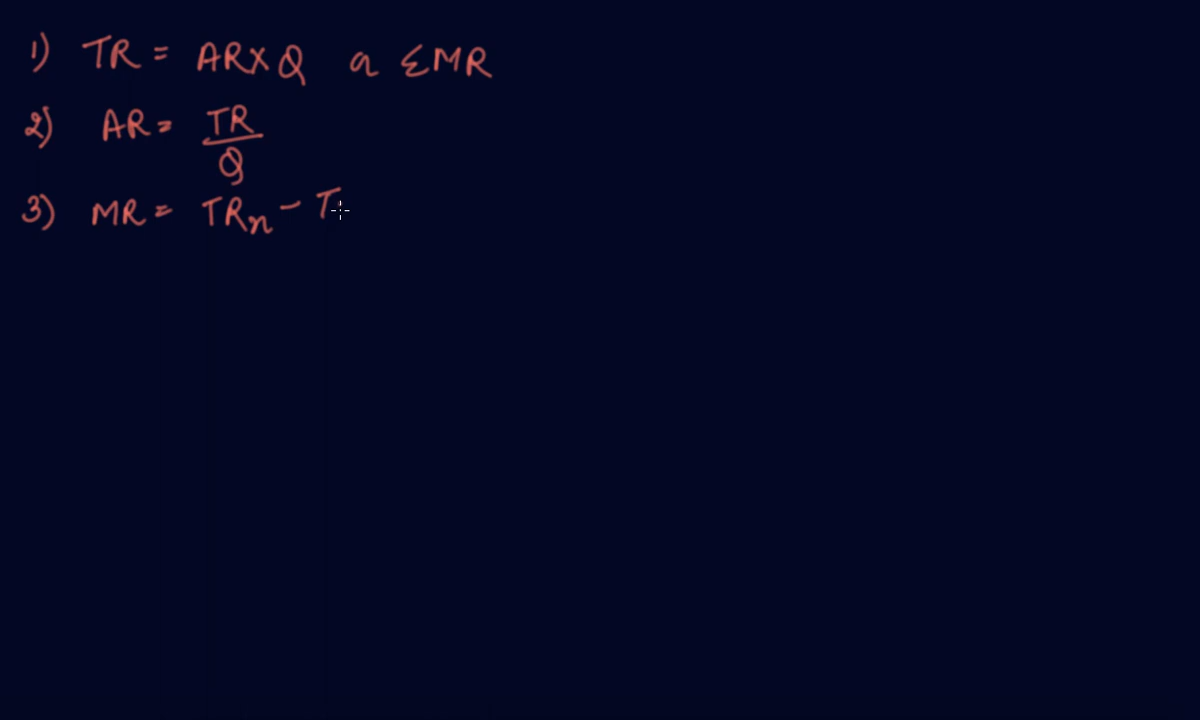 1) TR = AR X Q a ΣMR
2) AR = TR / Q
3) MR = TRn - T